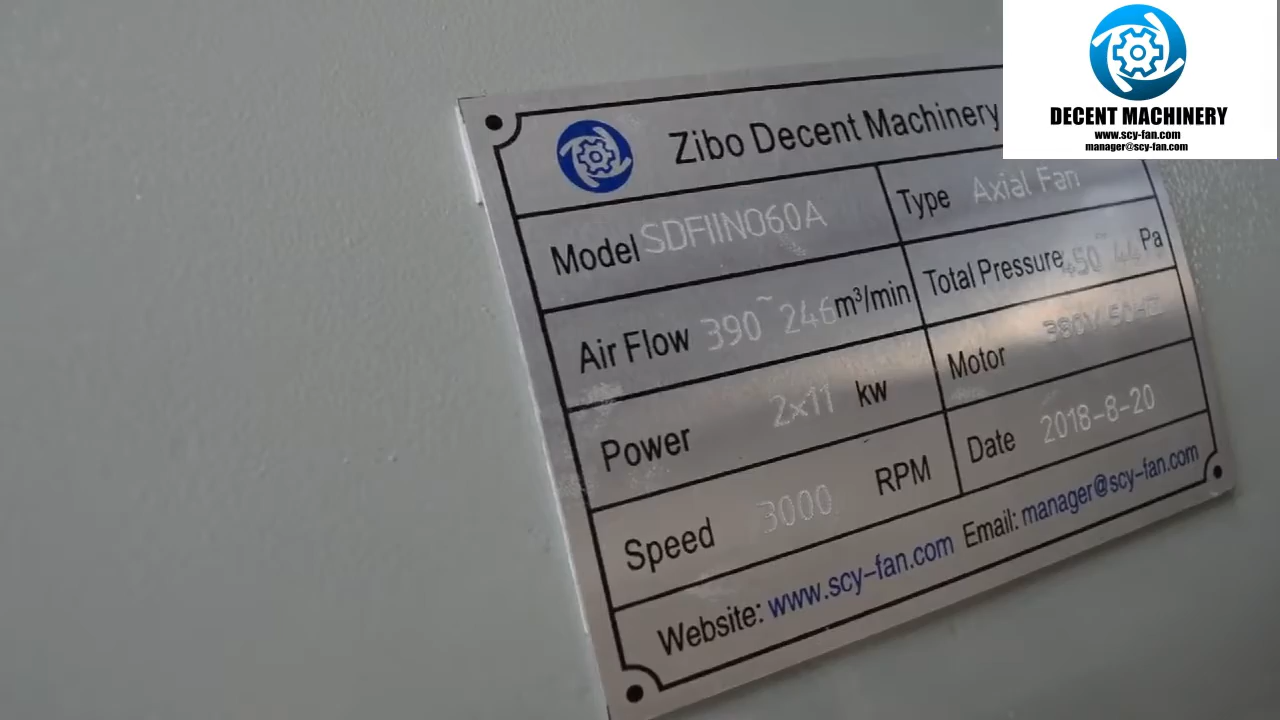 DECENT MACHINERY
www.scy-fan.com
manager@scy-fan.com
Zibo Decent Machinery
Model SDFIINO60A Type Axial Fan
Air Flow 390~246 m³/min Total Pressure Pa
Power 2×11 kw Motor 380V 50HZ
Speed 3000 RPM Date 2018-8-20
Website: www.scy-fan.com Email: manager@scy-fan.com